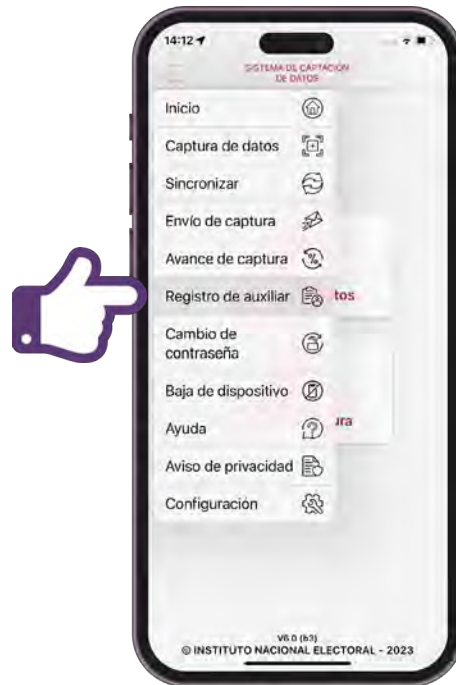 14:12
SISTEMA DE CAPTACIÓN
DE DATOS
Inicio
Captura de datos
Sincronizar
Envío de captura
Avance de captura
Registro de auxiliar
tos
Cambio de
contraseña
Baja de dispositivo
Ayuda
ura
Aviso de privacidad
Configuración
V6.0 (b3)
© INSTITUTO NACIONAL ELECTORAL - 2023